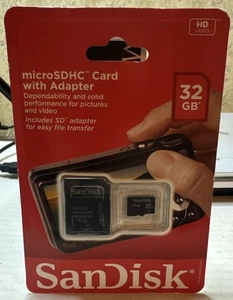 HD
VIDEO
microSDHC™ Card
with Adapter
Dependability and solid
performance for pictures
and video
Includes SD™ adapter
for easy file transfer
32
GB*
SanDisk
SanDisk